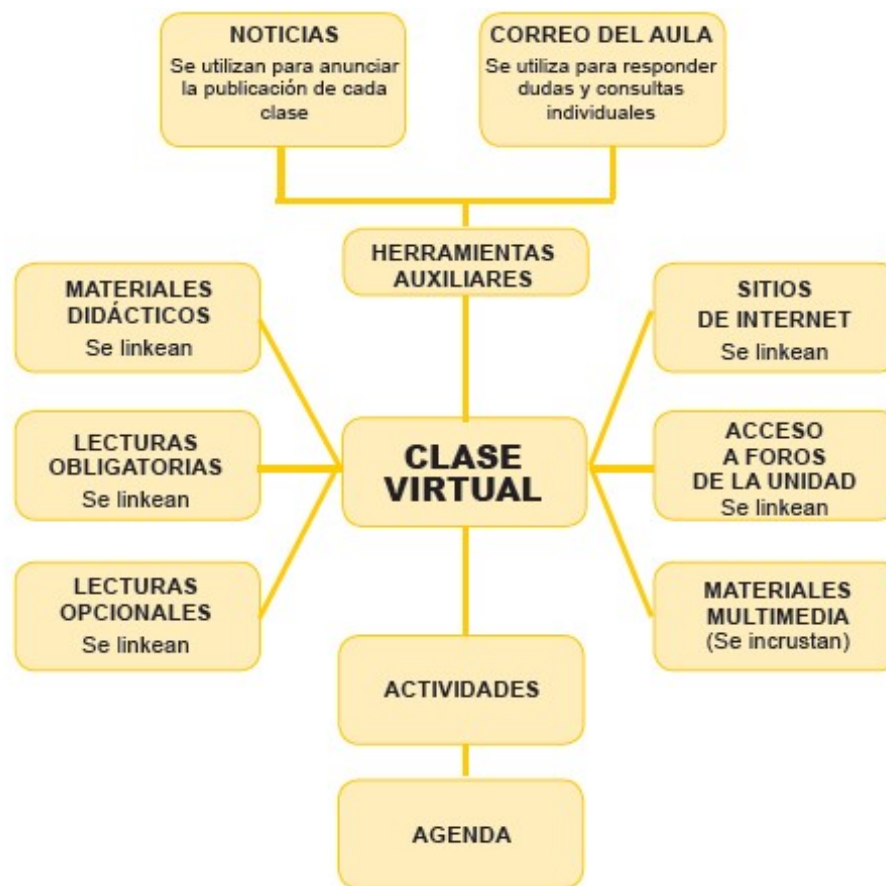 NOTICIAS
Se utilizan para anunciar
la publicación de cada
clase
CORREO DEL AULA
Se utiliza para responder
dudas y consultas
individuales
HERRAMIENTAS
AUXILIARES
MATERIALES
DIDÁCTICOS
Se linkean
LECTURAS
OBLIGATORIAS
Se linkean
LECTURAS
OPCIONALES
Se linkean
CLASE
VIRTUAL
SITIOS
DE INTERNET
Se linkean
ACCESO
A FOROS
DE LA UNIDAD
Se linkean
MATERIALES
MULTIMEDIA
(Se incrustan)
ACTIVIDADES
AGENDA